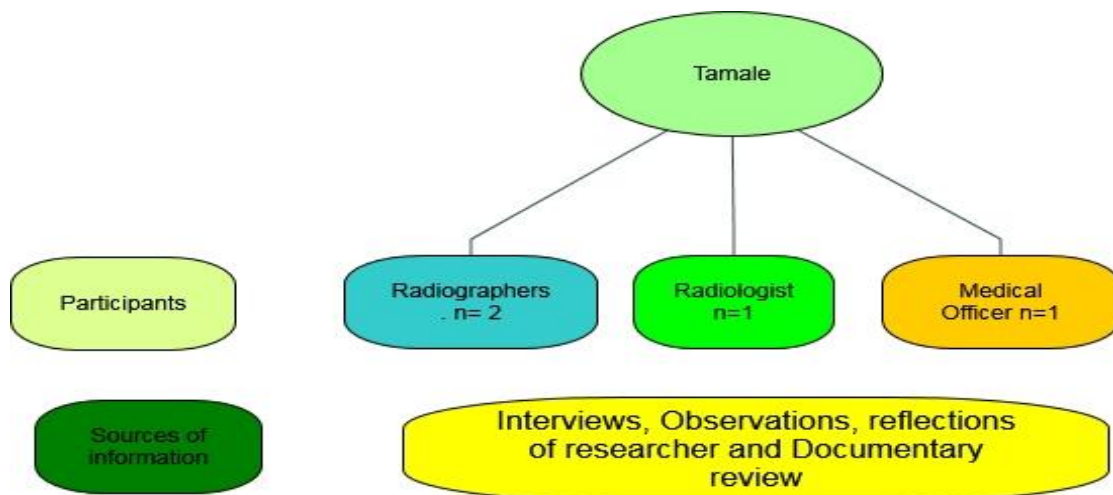 Tamale
Participants
Radiographers
. n= 2
Radiologist
n=1
Medical
Officer n=1
Sources of
information
Interviews, Observations, reflections
of researcher and Documentary
review